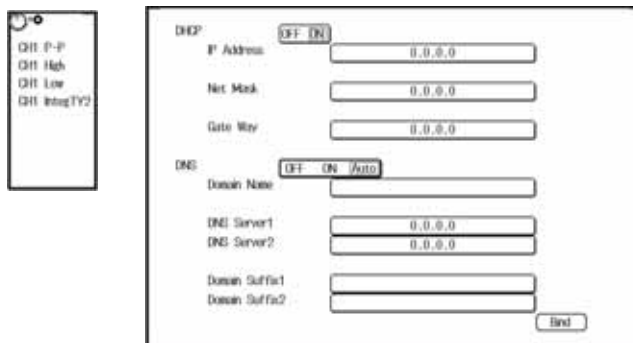 CH1 P-P
CH1 High
CH1 Low
CH1 IntegTY2
DHCP OFF ON
IP Address 0.0.0.0
Net Mask 0.0.0.0
Gate Way 0.0.0.0
DNS OFF ON Auto
Domain Name
DNS Server1 0.0.0.0
DNS Server2 0.0.0.0
Domain Suffix1
Domain Suffix2
Bind